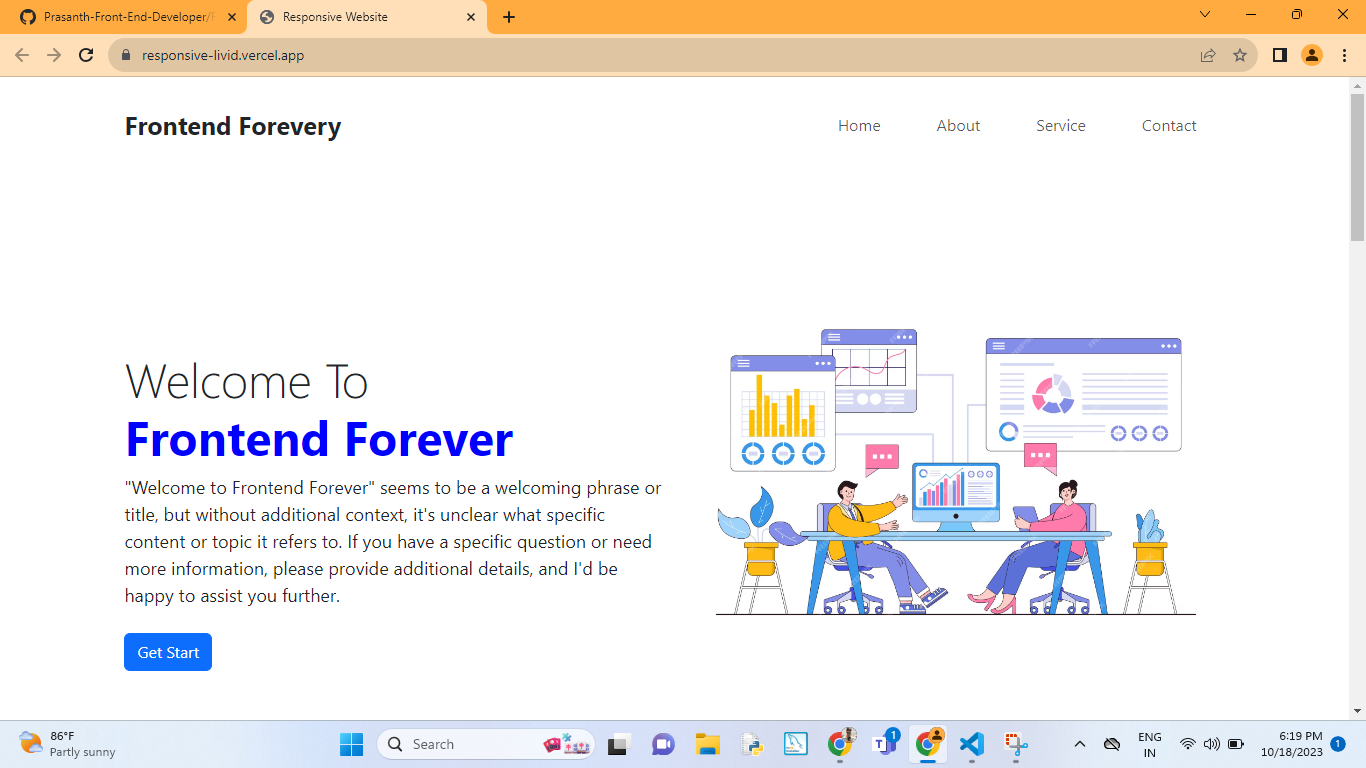 Prasanth-Front-End-Developer/
Responsive Website
responsive-livid.vercel.app
Frontend Forevery
Home
About
Service
Contact
Welcome To
Frontend Forever
"Welcome to Frontend Forever" seems to be a welcoming phrase or
title, but without additional context, it's unclear what specific
content or topic it refers to. If you have a specific question or need
more information, please provide additional details, and I'd be
happy to assist you further.
Get Start
86°F
Partly sunny
Search
1
ENG
IN
6:19 PM
10/18/2023
1